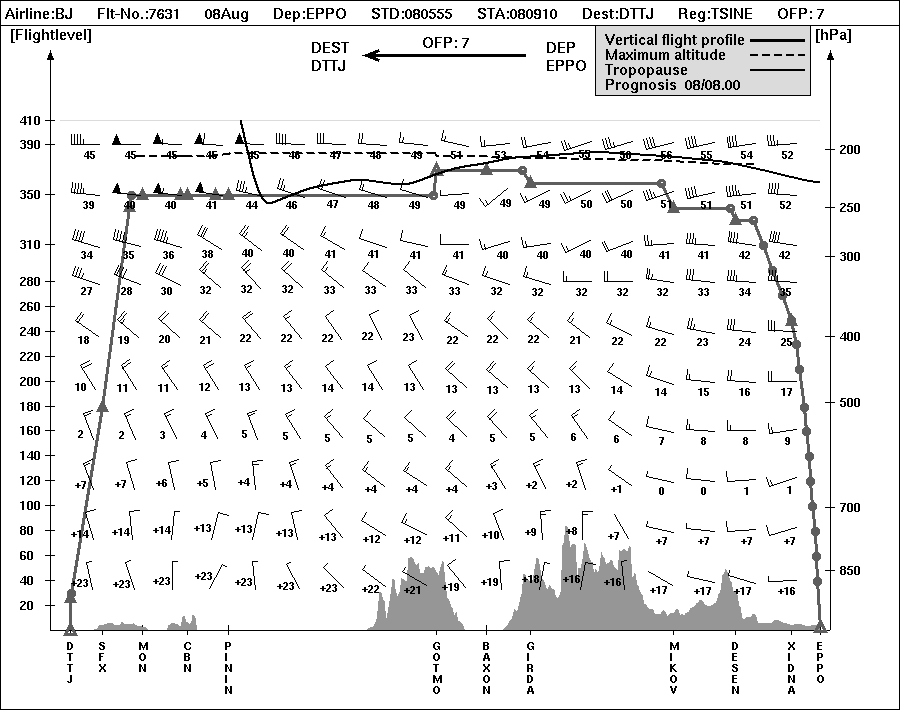 Airline:BJ Flt-No.:7631 08Aug Dep:EPPO STD:080555 STA:080910 Dest:DTTJ Reg:TSINE OFP: 7
[Flightlevel] [hPa]
DEST OFP: 7 DEP
DTTJ EPPO
Vertical flight profile
Maximum altitude
Tropopause
Prognosis 08/08.00
410
390 45 45 45 45 45 46 47 48 49 54 53 54 55 56 56 55 54 52 200
350 39 40 40 41 44 46 47 48 49 49 49 49 50 50 51 51 51 52 250
310 34 35 36 38 40 40 41 41 41 41 40 40 40 40 41 41 42 42 300
280 27 28 30 32 32 32 33 33 33 33 32 32 32 32 32 33 34 35
260
240 18 19 20 21 22 22 22 22 23 22 22 22 21 22 22 23 24 25 400
220
200 10 11 11 12 13 13 14 14 13 13 13 13 13 14 14 15 16 17
180 500
160 2 2 3 4 5 5 5 5 5 4 5 5 6 6 7 8 8 9
140
120 +7 +7 +6 +5 +4 +4 +4 +4 +4 +4 +3 +2 +2 +1 0 0 1 1
100 700
80 +14 +14 +14 +13 +13 +13 +13 +12 +12 +11 +10 +9 +8 +7 +7 +7 +7 +7
60 850
40 +23 +23 +23 +23 +23 +23 +22 +22 +21 +19 +19 +18 +16 +16 +17 +17 +17 +16
20
DTTJ SFX MON CBN PININ GOTMO BAXON GIRDA MIKOV DESEN XIDNA EPPO